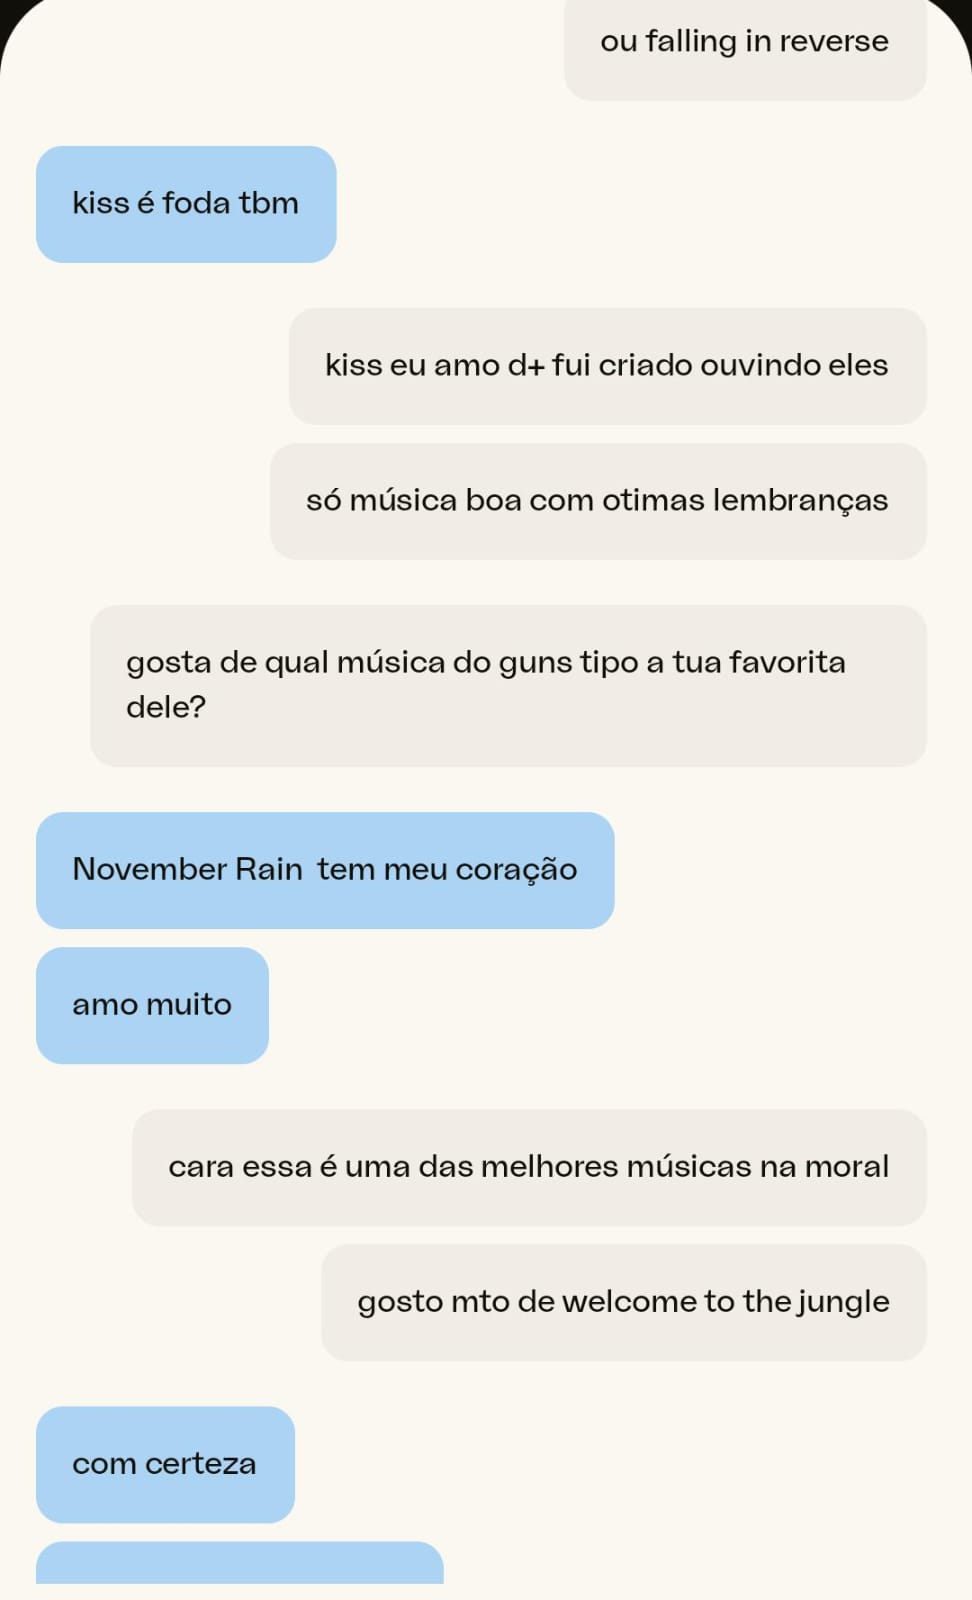 ou falling in reverse
kiss é foda tbm
kiss eu amo d+ fui criado ouvindo eles
só música boa com otimas lembranças
gosta de qual música do guns tipo a tua favorita
dele?
November Rain  tem meu coração
amo muito
cara essa é uma das melhores músicas na moral
gosto mto de welcome to the jungle
com certeza